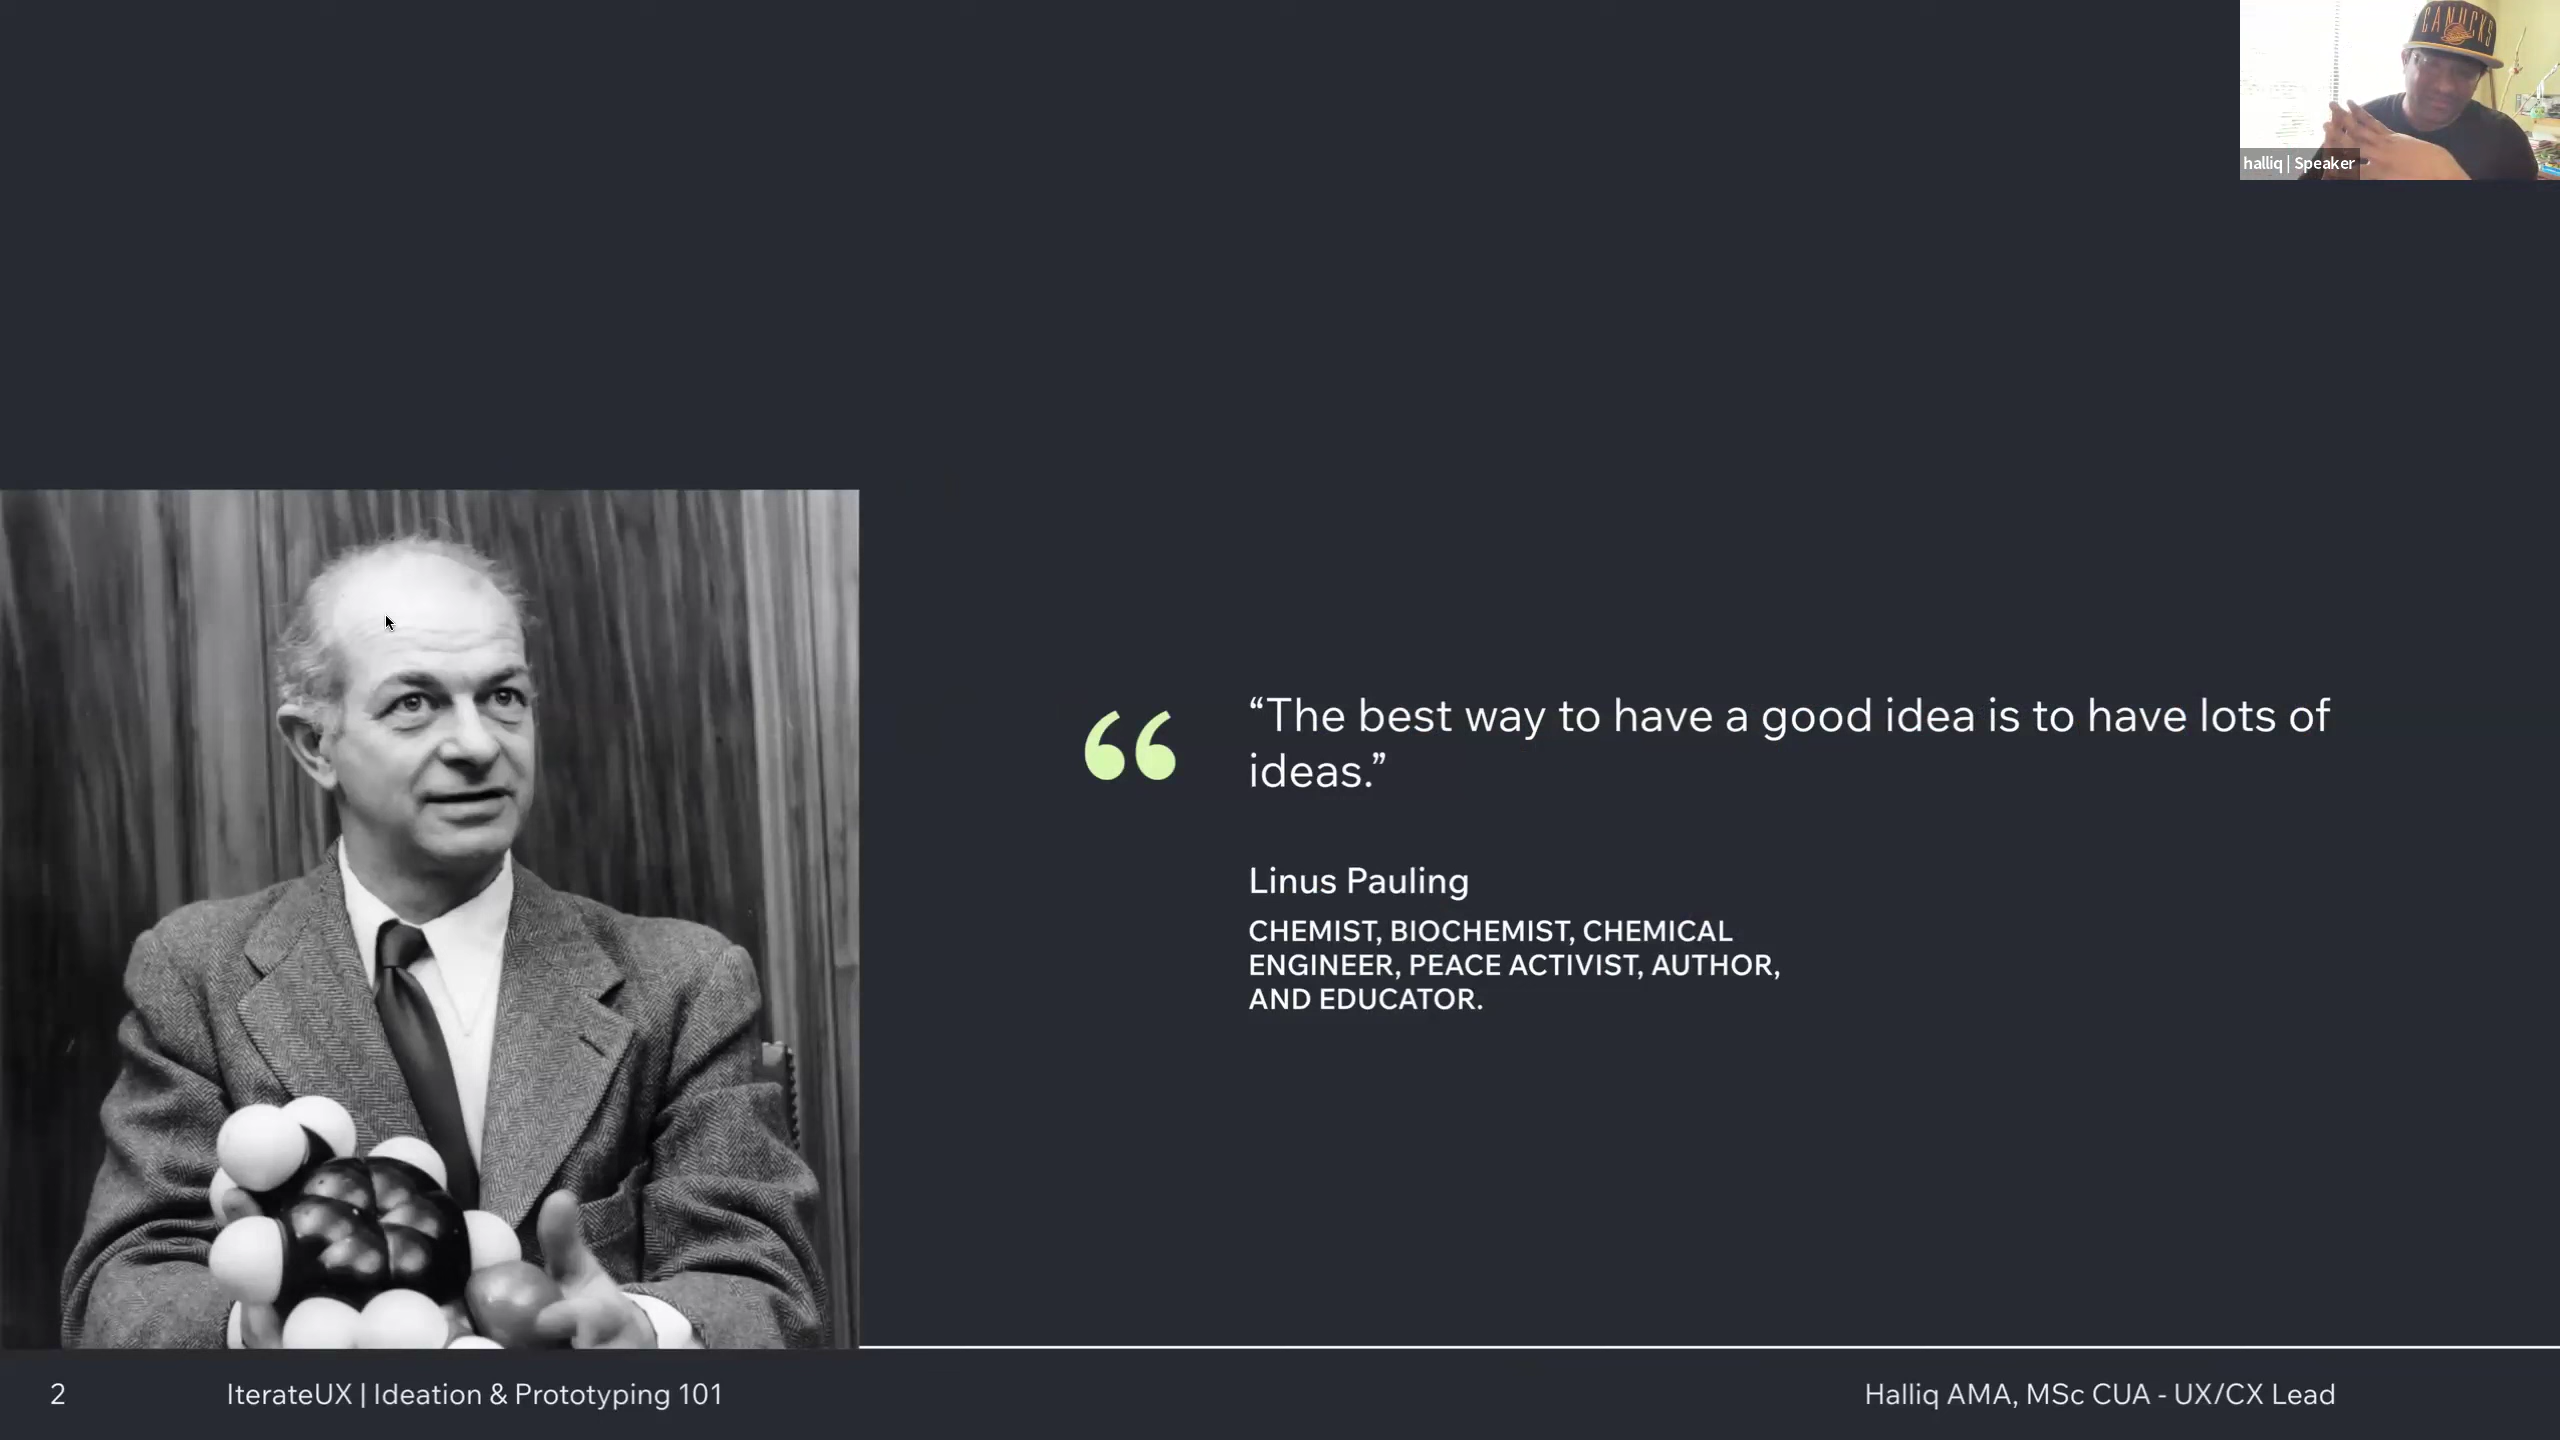 CANUCKS
halliq | Speaker
“The best way to have a good idea is to have lots of
ideas.”
Linus Pauling
CHEMIST, BIOCHEMIST, CHEMICAL
ENGINEER, PEACE ACTIVIST, AUTHOR,
AND EDUCATOR.
2
IterateUX | Ideation & Prototyping 101
Halliq AMA, MSc CUA - UX/CX Lead